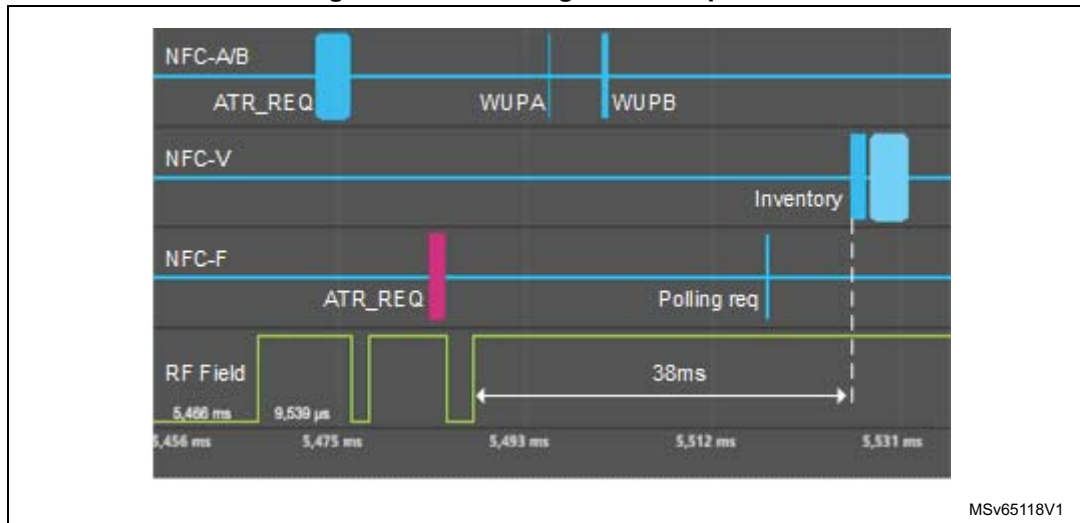 NFC-A/B
ATR_REQ
WUPA
WUPB
NFC-V
Inventory
NFC-F
ATR_REQ
Polling req
RF Field
38ms
5,466 ms
9,539 µs
5,456 ms
5,475 ms
5,493 ms
5,512 ms
5,531 ms
MSv65118V1